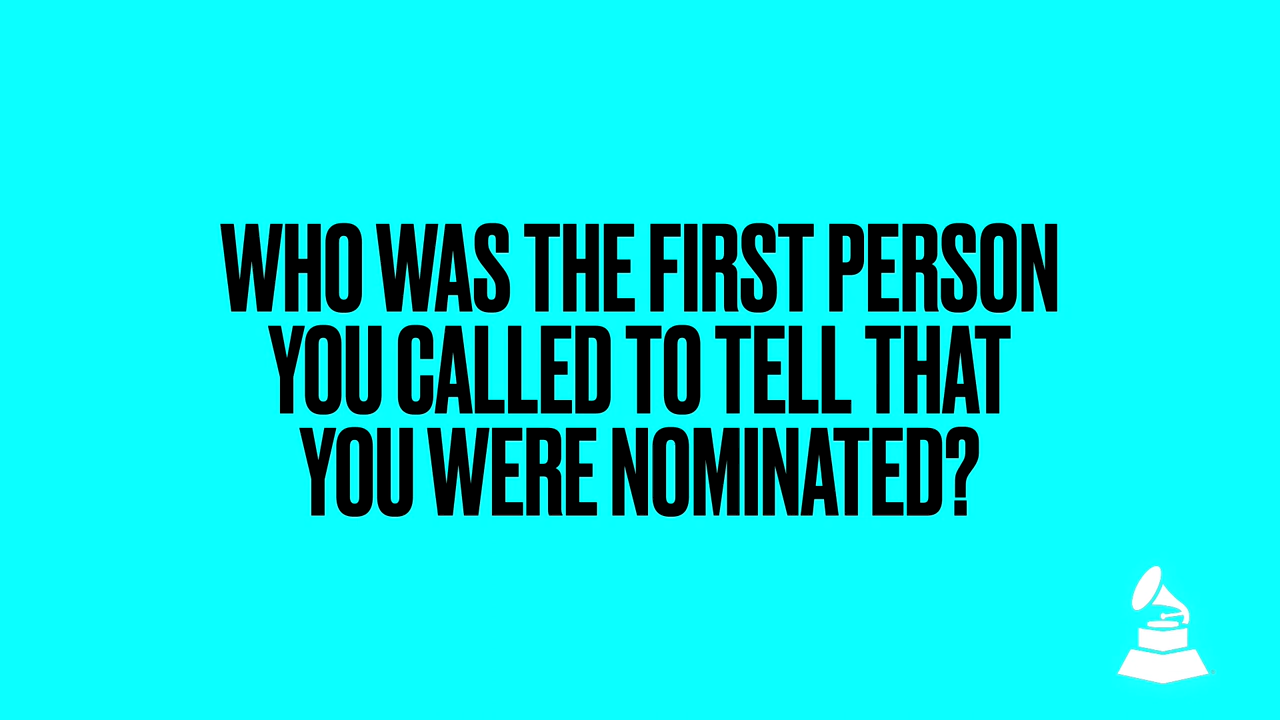 WHO WAS THE FIRST PERSON
YOU CALLED TO TELL THAT
YOU WERE NOMINATED?